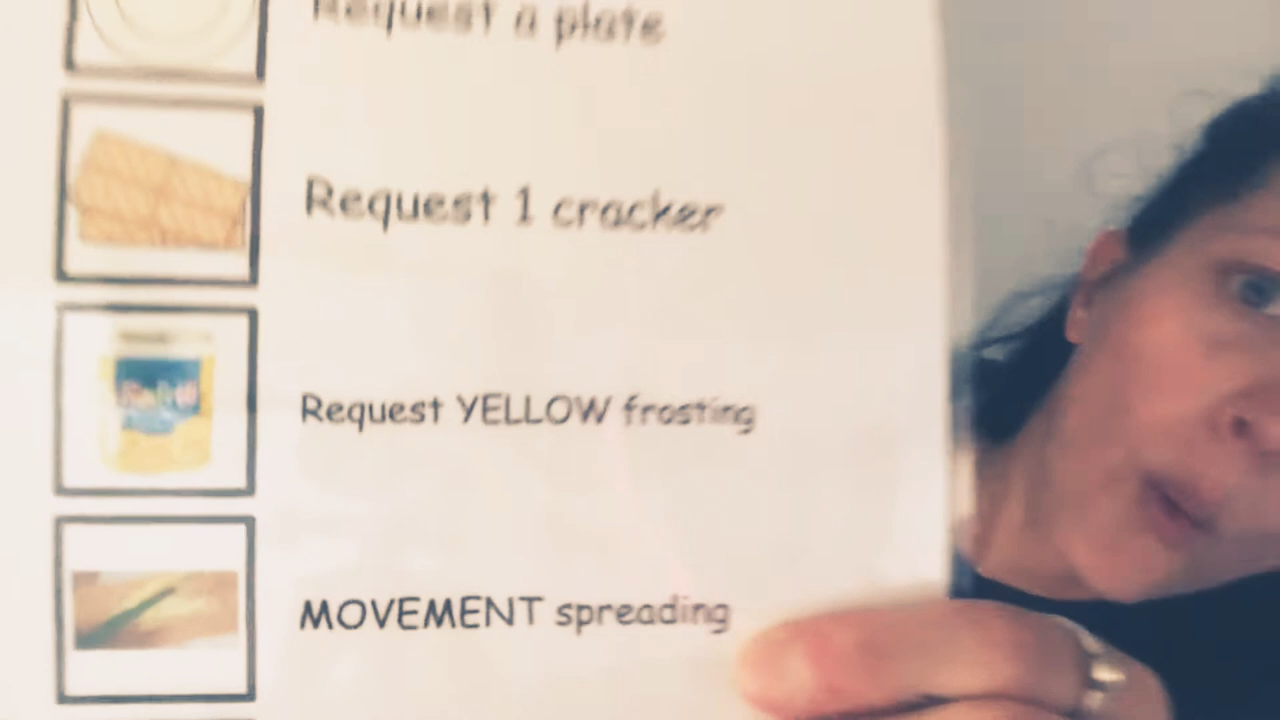 Request a plate
Request 1 cracker
Request YELLOW frosting
MOVEMENT spreading